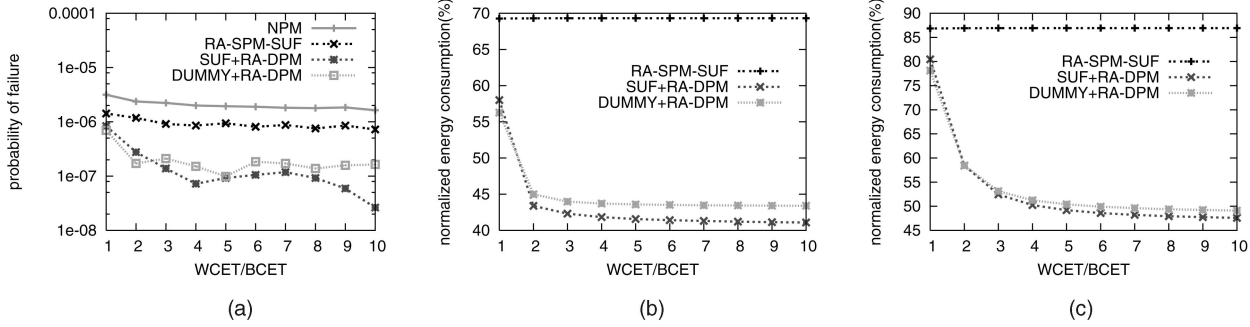 0.0001
1e-05
1e-06
1e-07
1e-08
probability of failure
NPM
RA-SPM-SUF
SUF+RA-DPM
DUMMY+RA-DPM
1 2 3 4 5 6 7 8 9 10
WCET/BCET
(a)
70
65
60
55
50
45
40
normalized energy consumption(%)
RA-SPM-SUF
SUF+RA-DPM
DUMMY+RA-DPM
1 2 3 4 5 6 7 8 9 10
WCET/BCET
(b)
90
85
80
75
70
65
60
55
50
45
normalized energy consumption(%)
RA-SPM-SUF
SUF+RA-DPM
DUMMY+RA-DPM
1 2 3 4 5 6 7 8 9 10
WCET/BCET
(c)